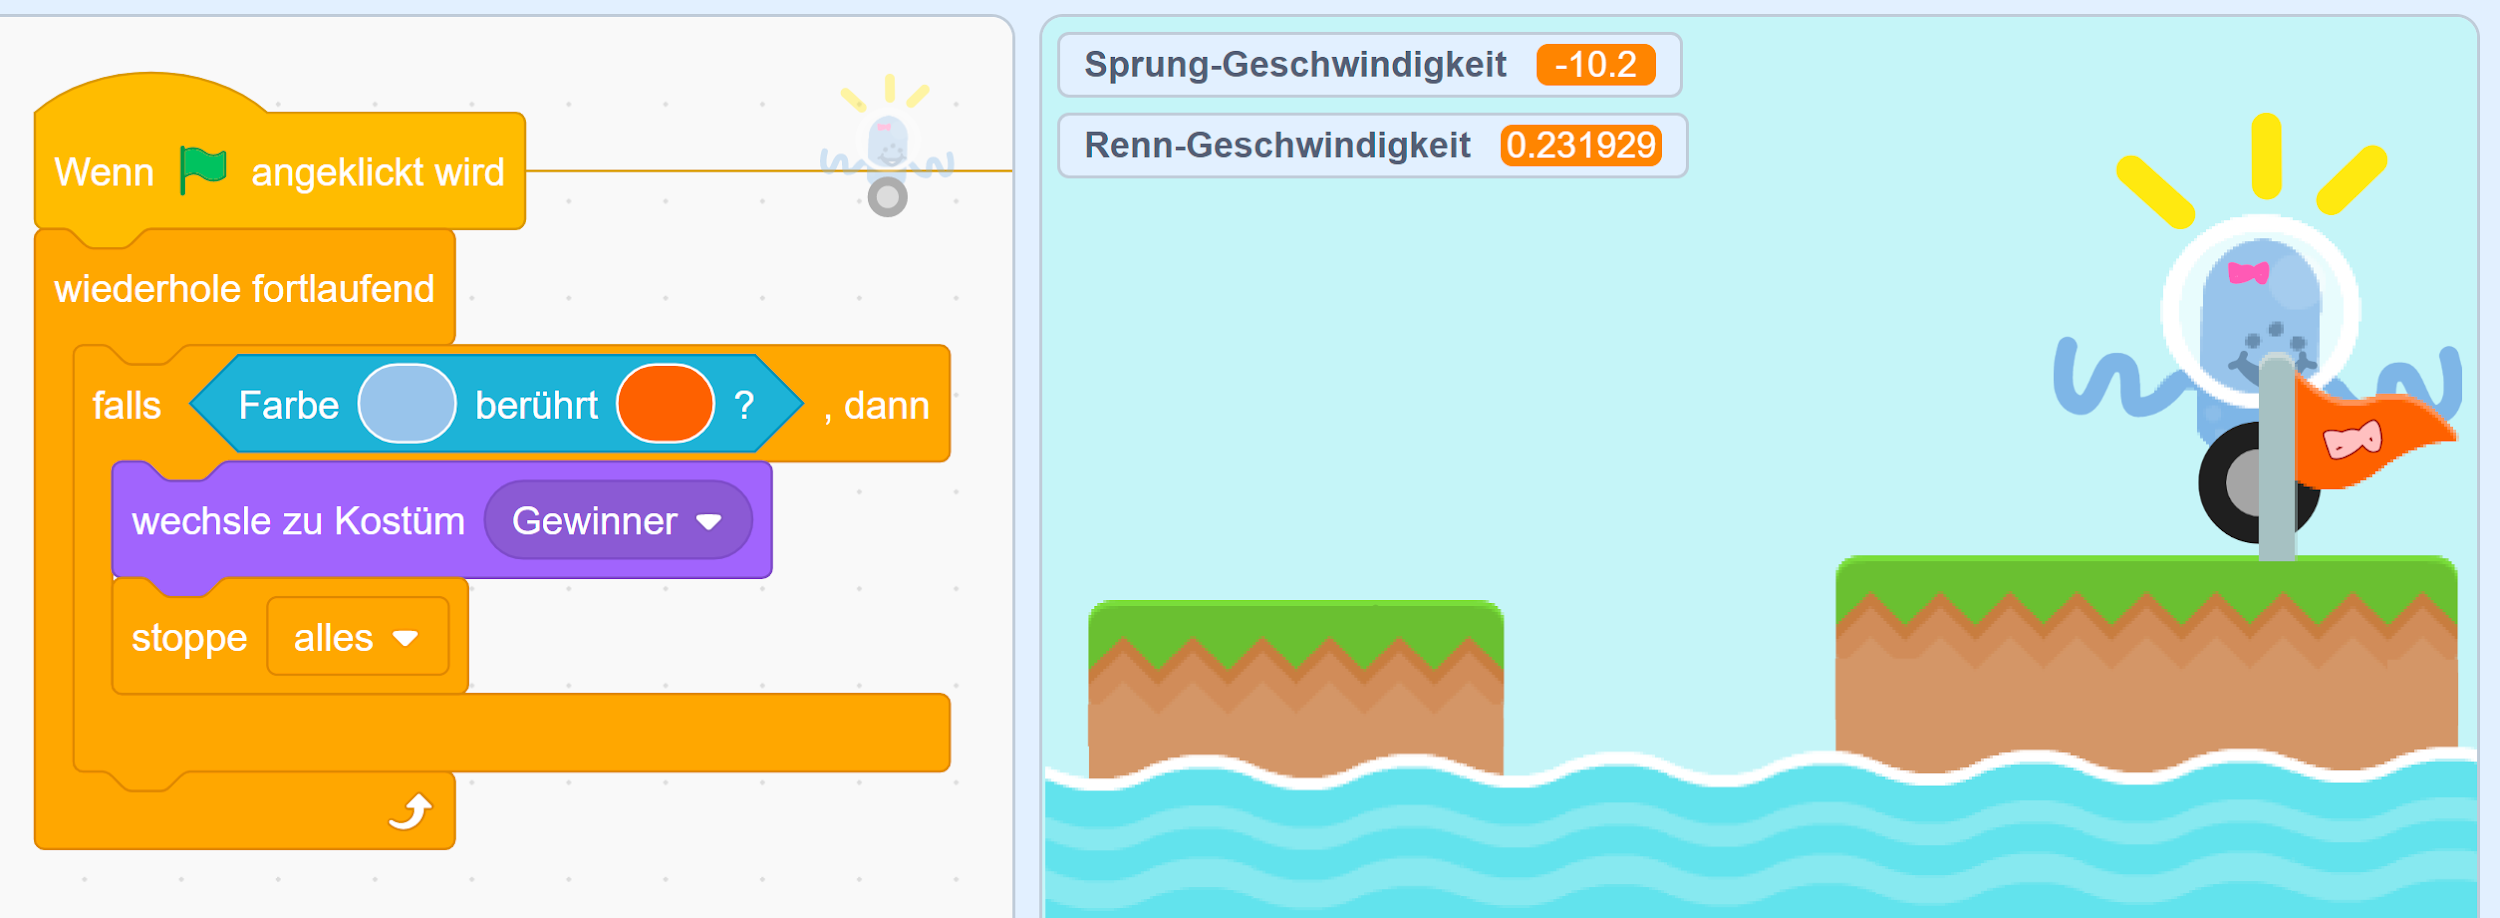 Wenn angeklickt wird
wiederhole fortlaufend
falls Farbe berührt ? , dann
wechsle zu Kostüm Gewinner
stoppe alles
Sprung-Geschwindigkeit -10.2
Renn-Geschwindigkeit 0.231929